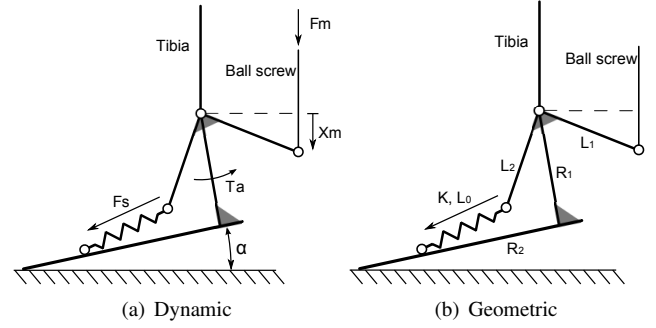 Fm
Tibia
Ball screw
Xm
Fs
Ta
α
(a) Dynamic
Tibia
Ball screw
L1
L2
R1
K, L0
R2
(b) Geometric